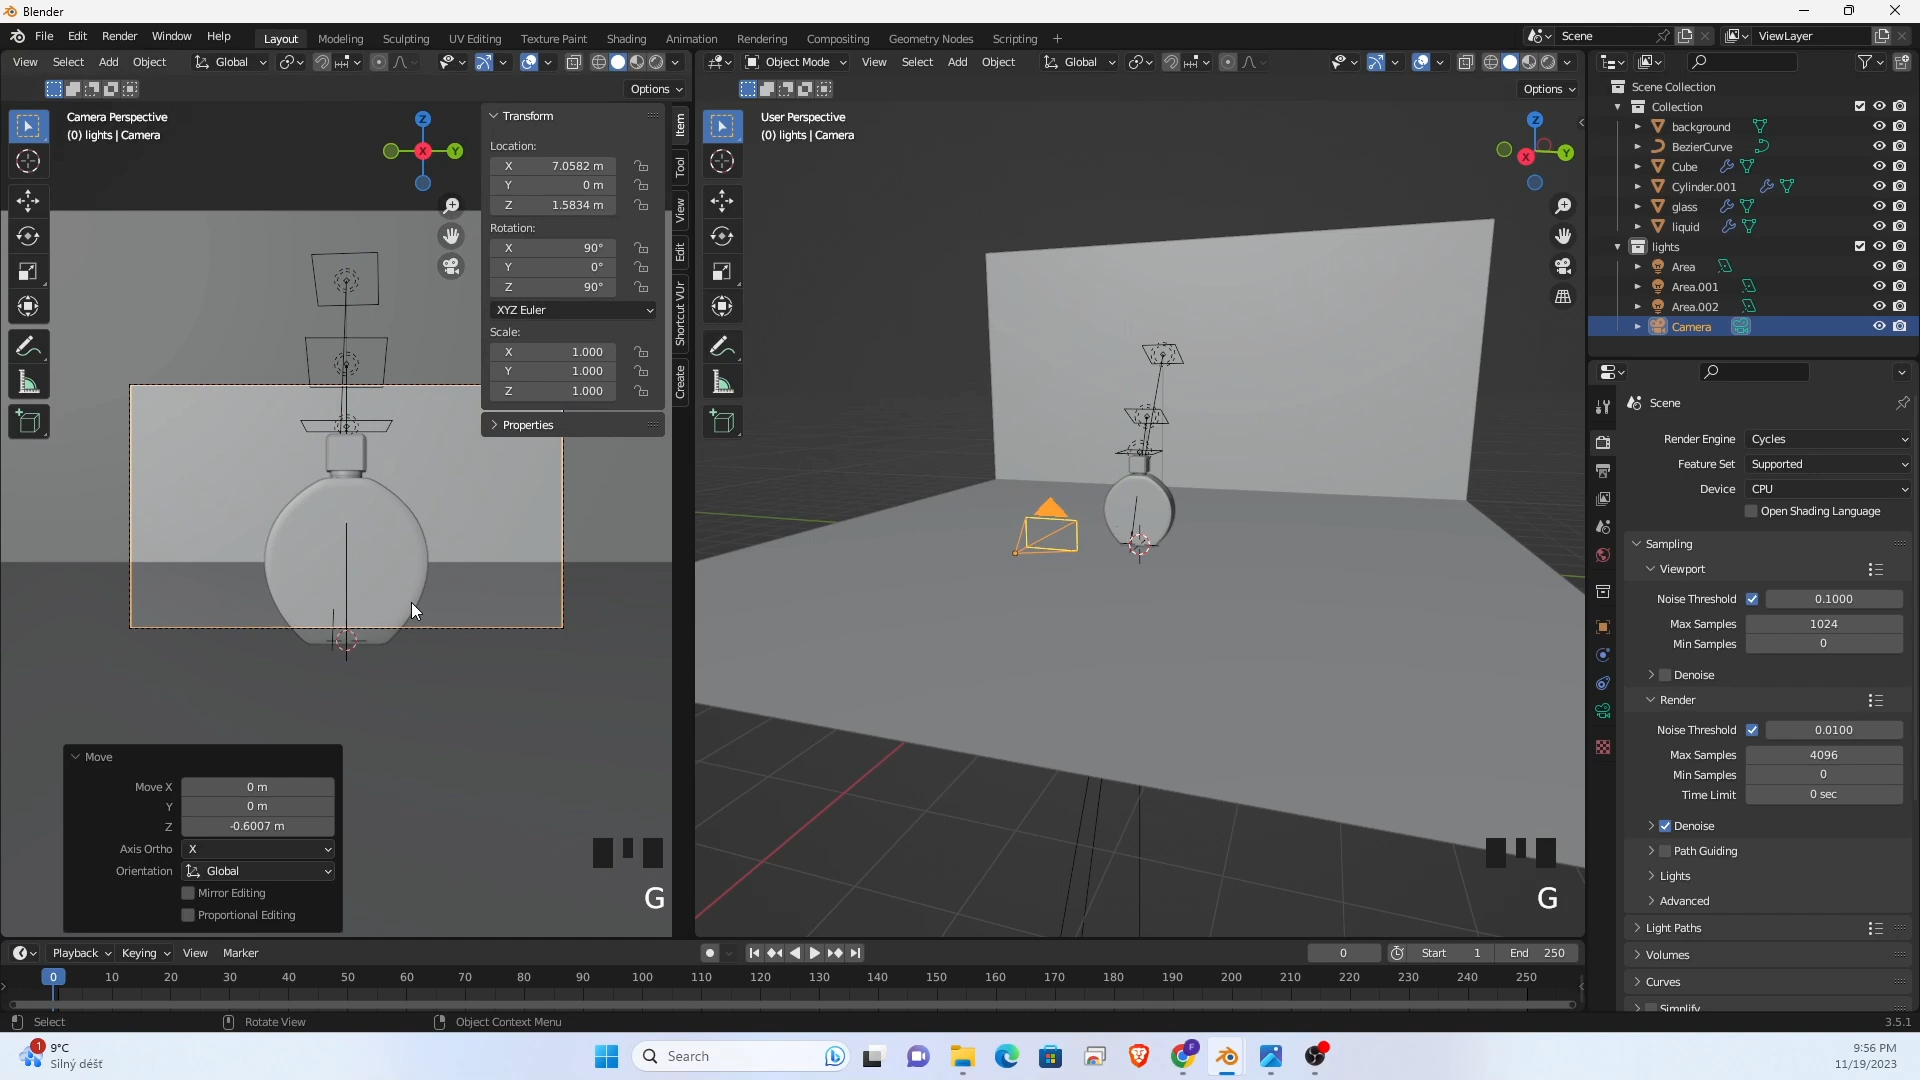 Blender
File Edit Render Window Help Layout Modeling Sculpting UV Editing Texture Paint Shading Animation Rendering Compositing Geometry Nodes Scripting + Scene ViewLayer
View Select Add Object Global Object Mode View Select Add Object Global
Options Options
Camera Perspective
(0) lights | Camera
Z
X
Y
Transform
Location:
X 7.0582 m
Y 0 m
Z 1.5834 m
Rotation:
X 90°
Y 0°
Z 90°
XYZ Euler
Scale:
X 1.000
Y 1.000
Z 1.000
Properties
Item
Tool
View
Edit
Shortcut VUr
Create
Move
Move X 0 m
Y 0 m
Z -0.6007 m
Axis Ortho X
Orientation Global
Mirror Editing
Proportional Editing
G
User Perspective
(0) lights | Camera
Z
X
Y
G
Scene Collection
Collection
background
BezierCurve
Cube
Cylinder.001
glass
liquid
lights
Area
Area.001
Area.002
Camera
Scene
Render Engine Cycles
Feature Set Supported
Device CPU
Open Shading Language
Sampling
Viewport
Noise Threshold 0.1000
Max Samples 1024
Min Samples 0
Denoise
Render
Noise Threshold 0.0100
Max Samples 4096
Min Samples 0
Time Limit 0 sec
Denoise
Path Guiding
Lights
Advanced
Light Paths
Volumes
Curves
Simplify
Playback Keying View Marker 0 Start 1 End 250
0 10 20 30 40 50 60 70 80 90 100 110 120 130 140 150 160 170 180 190 200 210 220 230 240 250
Select Rotate View Object Context Menu 3.5.1
1 9°C
Silný déšť
Search
F
9:56 PM
11/19/2023